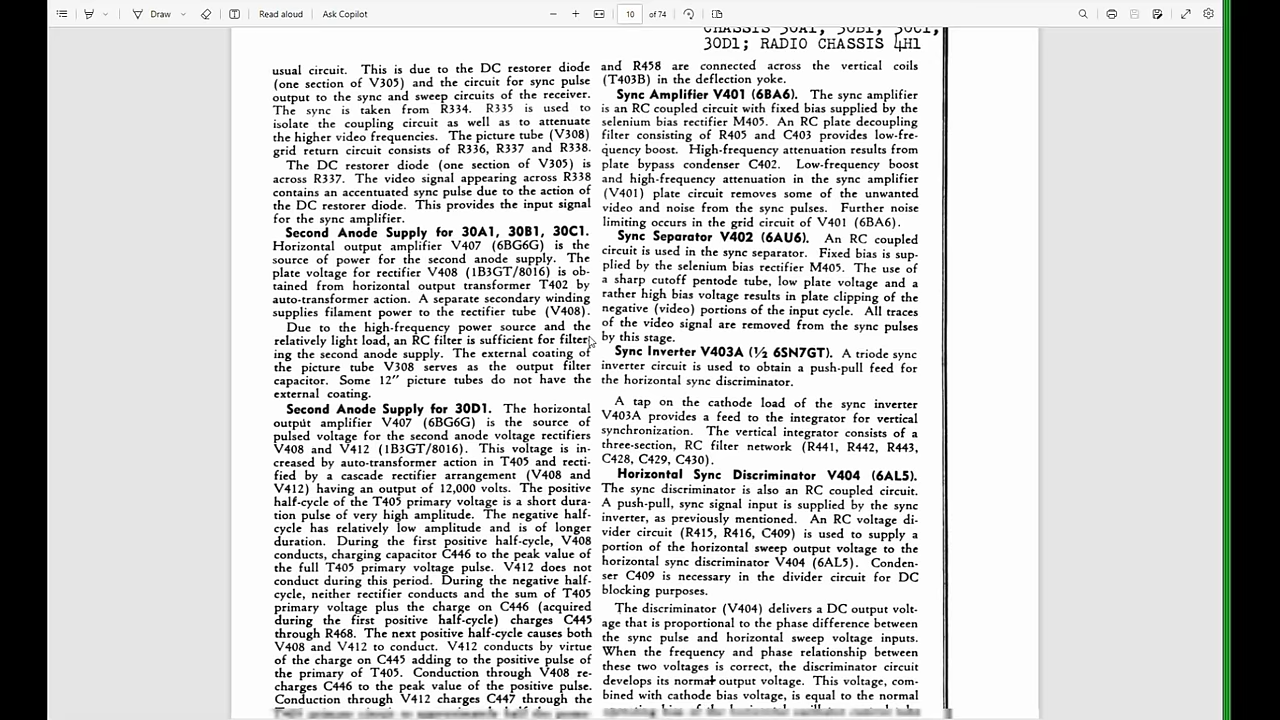 Draw
Read aloud
Ask Copilot
10 of 74
CHASSIS 30A1, 30B1, 30C1,
30D1; RADIO CHASSIS 4H1
usual circuit. This is due to the DC restorer diode
(one section of V305) and the circuit for sync pulse
output to the sync and sweep circuits of the receiver.
The sync is taken from R334. R335 is used to
isolate the coupling circuit as well as to attenuate
the higher video frequencies. The picture tube (V308)
grid return circuit consists of R336, R337 and R338.
The DC restorer diode (one section of V305) is
across R337. The video signal appearing across R338
contains an accentuated sync pulse due to the action of
the DC restorer diode. This provides the input signal
for the sync amplifier.
Second Anode Supply for 30A1, 30B1, 30C1.
Horizontal output amplifier V407 (6BG6G) is the
source of power for the second anode supply. The
plate voltage for rectifier V408 (1B3GT/8016) is ob-
tained from horizontal output transformer T402 by
auto-transformer action. A separate secondary winding
supplies filament power to the rectifier tube (V408).
Due to the high-frequency power source and the
relatively light load, an RC filter is sufficient for filter-
ing the second anode supply. The external coating of
the picture tube V308 serves as the output filter
capacitor. Some 12" picture tubes do not have the
external coating.
Second Anode Supply for 30D1. The horizontal
output amplifier V407 (6BG6G) is the source of
pulsed voltage for the second anode voltage rectifiers
V408 and V412 (1B3GT/8016). This voltage is in-
creased by auto-transformer action in T405 and recti-
fied by a cascade rectifier arrangement (V408 and
V412) having an output of 12,000 volts. The positive
half-cycle of the T405 primary voltage is a short dura-
tion pulse of very high amplitude. The negative half-
cycle has relatively low amplitude and is of longer
duration. During the first positive half-cycle, V408
conducts, charging capacitor C446 to the peak value of
the full T405 primary voltage pulse. V412 does not
conduct during this period. During the negative half-
cycle, neither rectifier conducts and the sum of T405
primary voltage plus the charge on C446 (acquired
during the first positive half-cycle) charges C445
through R468. The next positive half-cycle causes both
V408 and V412 to conduct. V412 conducts by virtue
of the charge on C445 adding to the positive pulse of
the primary of T405. Conduction through V408 re-
charges C446 to the peak value of the positive pulse.
Conduction through V412 charges C447 through the
and R458 are connected across the vertical coils
(T403B) in the deflection yoke.
Sync Amplifier V401 (6BA6). The sync amplifier
is an RC coupled circuit with fixed bias supplied by the
selenium bias rectifier M405. An RC plate decoupling
filter consisting of R405 and C403 provides low-fre-
quency boost. High-frequency attenuation results from
plate bypass condenser C402. Low-frequency boost
and high-frequency attenuation in the sync amplifier
(V401) plate circuit removes some of the unwanted
video and noise from the sync pulses. Further noise
limiting occurs in the grid circuit of V401 (6BA6).
Sync Separator V402 (6AU6). An RC coupled
circuit is used in the sync separator. Fixed bias is sup-
plied by the selenium bias rectifier M405. The use of
a sharp cutoff pentode tube, low plate voltage and a
rather high bias voltage results in plate clipping of the
negative (video) portions of the input cycle. All traces
of the video signal are removed from the sync pulses
by this stage.
Sync Inverter V403A (½ 6SN7GT). A triode sync
inverter circuit is used to obtain a push-pull feed for
the horizontal sync discriminator.
A tap on the cathode load of the sync inverter
V403A provides a feed to the integrator for vertical
synchronization. The vertical integrator consists of a
three-section, RC filter network (R441, R442, R443,
C428, C429, C430).
Horizontal Sync Discriminator V404 (6AL5).
The sync discriminator is also an RC coupled circuit.
A push-pull, sync signal input is supplied by the sync
inverter, as previously mentioned. An RC voltage di-
vider circuit (R415, R416, C409) is used to supply a
portion of the horizontal sweep output voltage to the
horizontal sync discriminator V404 (6AL5). Conden-
ser C409 is necessary in the divider circuit for DC
blocking purposes.
The discriminator (V404) delivers a DC output volt-
age that is proportional to the phase difference between
the sync pulse and horizontal sweep voltage inputs.
When the frequency and phase relationship between
these two voltages is correct, the discriminator circuit
develops its normal output voltage. This voltage, com-
bined with cathode bias voltage, is equal to the normal